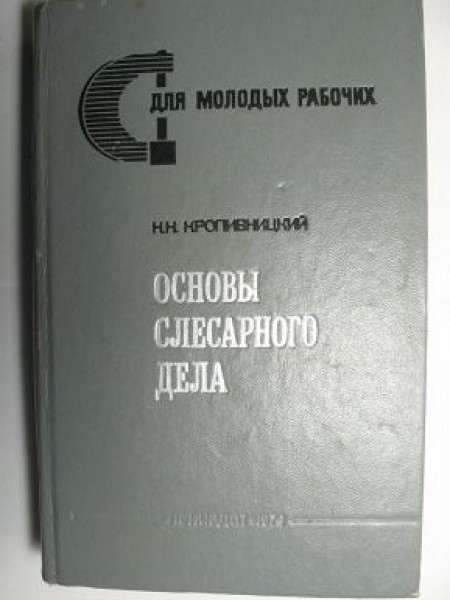 ДЛЯ МОЛОДЫХ РАБОЧИХ
Н.Н. КРОПИВНИЦКИЙ
ОСНОВЫ
СЛЕСАРНОГО
ДЕЛА